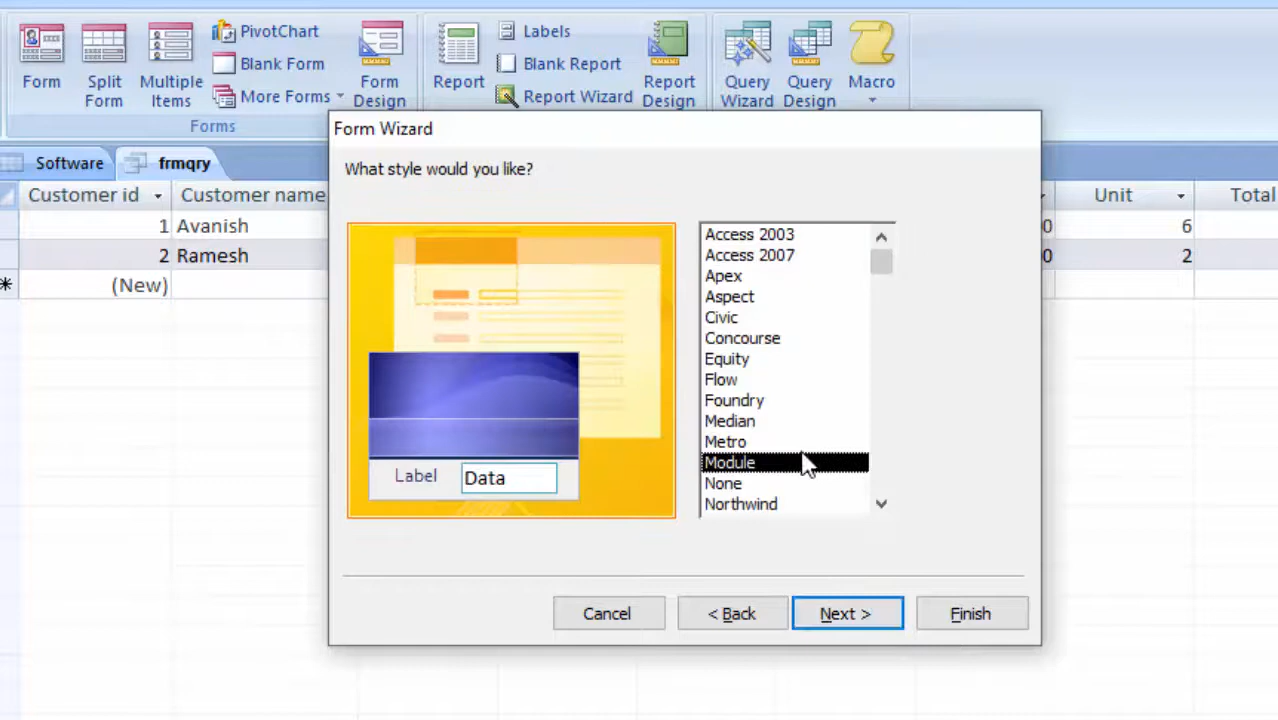 PivotChart
Labels
Blank Form
Blank Report
Form
Split
Form
Multiple
Items
More Forms
Form
Design
Report
Report Wizard
Report
Design
Query
Wizard
Query
Design
Macro
Forms
Form Wizard
Software
frmqry
What style would you like?
Customer id
Customer name
Unit
Total
1 Avanish
0
6
2 Ramesh
0
2
(New)
Access 2003
Access 2007
Apex
Aspect
Civic
Concourse
Equity
Flow
Foundry
Median
Metro
Module
None
Northwind
Label
Data
Cancel
< Back
Next >
Finish